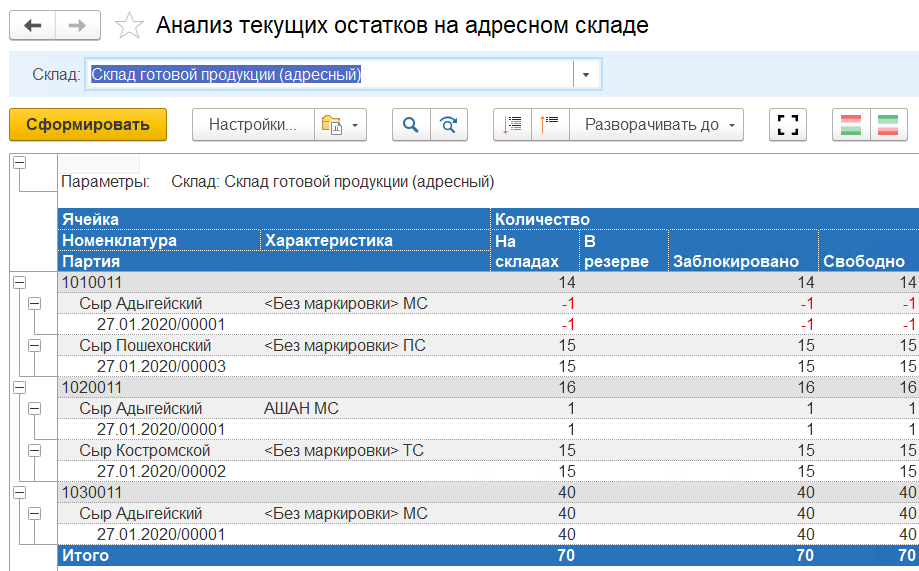 Анализ текущих остатков на адресном складе
Склад: Склад готовой продукции (адресный)
Сформировать Настройки... Разворачивать до
Параметры: Склад: Склад готовой продукции (адресный)
Ячейка Количество
Номенклатура Характеристика На складах В резерве Заблокировано Свободно
Партия
1010011 14 14 14
Сыр Адыгейский <Без маркировки> МС -1 -1 -1
27.01.2020/00001 -1 -1 -1
Сыр Пошехонский <Без маркировки> ПС 15 15 15
27.01.2020/00003 15 15 15
1020011 16 16 16
Сыр Адыгейский АШАН МС 1 1 1
27.01.2020/00001 1 1 1
Сыр Костромской <Без маркировки> ТС 15 15 15
27.01.2020/00002 15 15 15
1030011 40 40 40
Сыр Адыгейский <Без маркировки> МС 40 40 40
27.01.2020/00001 40 40 40
Итого 70 70 70